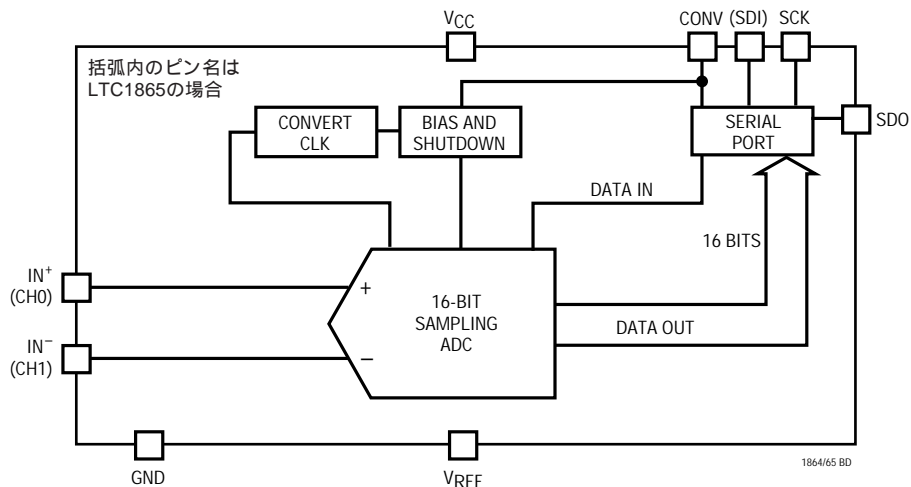 VCC
CONV (SDI) SCK
括弧内のピン名は
LTC1865の場合
CONVERT
CLK
BIAS AND
SHUTDOWN
SERIAL
PORT
SDO
DATA IN
16 BITS
IN+
(CH0)
+
16-BIT
SAMPLING
ADC
DATA OUT
IN−
(CH1)
−
GND
VREF
1864/65 BD